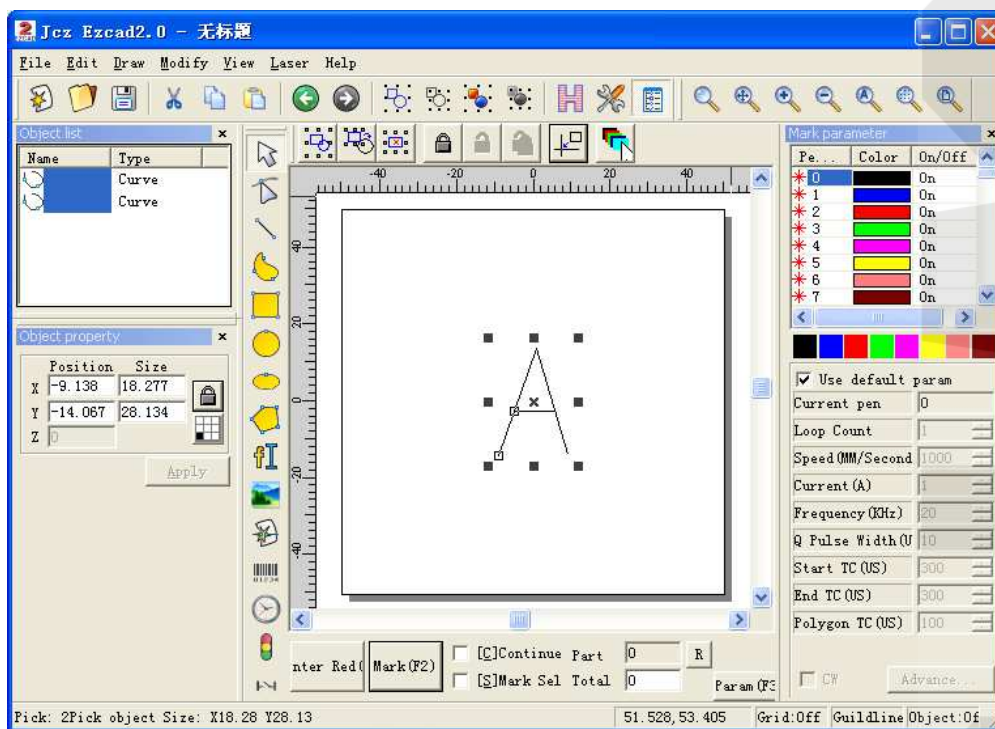 Jcz Ezcad2.0 - 无标题
File Edit Draw Modify View Laser Help
Object list
Name Type
Curve
Curve
Object property
Position Size
X -9.138 18.277
Y -14.067 28.134
Z 0
Apply
-40 -20 0 20 40
40
20
0
-20
-40
Mark parameter
Pe... Color On/Off
0 On
1 On
2 On
3 On
4 On
5 On
6 On
7 On
Use default param
Current pen 0
Loop Count 1
Speed(MM/Second 1000
Current(A) 1
Frequency(KHz) 20
Q Pulse Width(U 10
Start TC(US) 300
End TC(US) 300
Polygon TC(US) 100
CW Advance...
nter Red( Mark(F2) [C]Continue Part 0 R
[S]Mark Sel Total 0 Param(F3
Pick: 2Pick object Size: X18.28 Y28.13 51.528,53.405 Grid:Off Guildline Object:Of